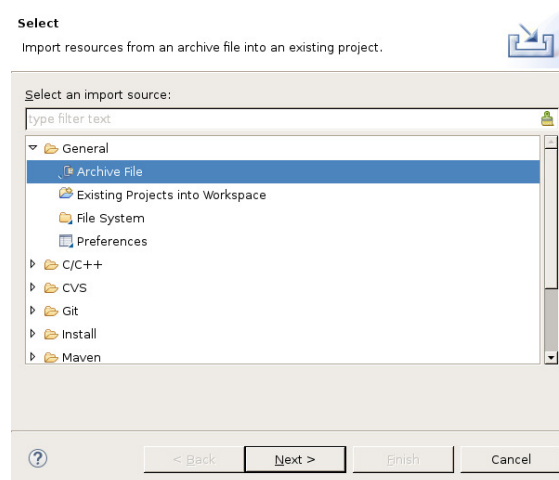 Select
Import resources from an archive file into an existing project.
Select an import source:
type filter text
General
Archive File
Existing Projects into Workspace
File System
Preferences
C/C++
CVS
Git
Install
Maven
< Back
Next >
Finish
Cancel